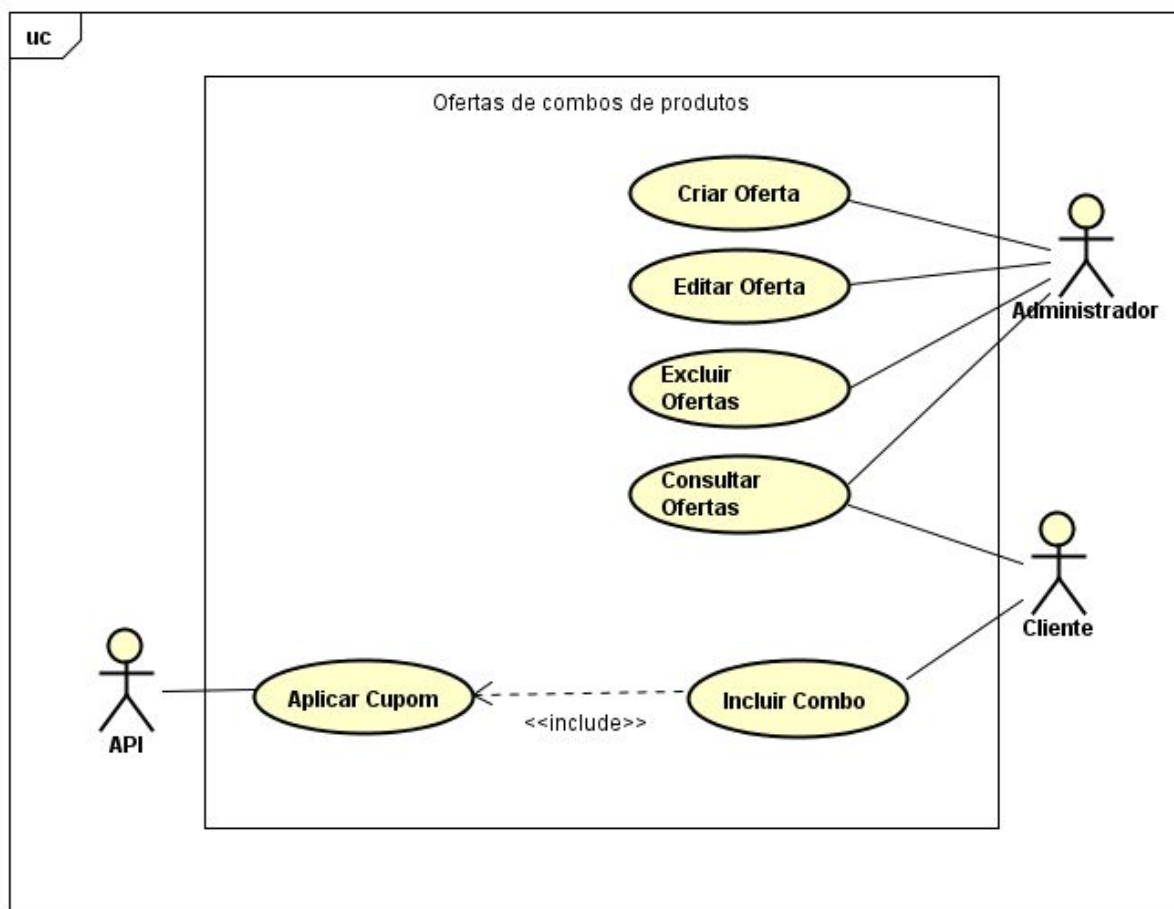 uc
Ofertas de combos de produtos
Criar Oferta
Editar Oferta
Administrador
Excluir
Ofertas
Consultar
Ofertas
Cliente
Aplicar Cupom
Incluir Combo
<<include>>
API